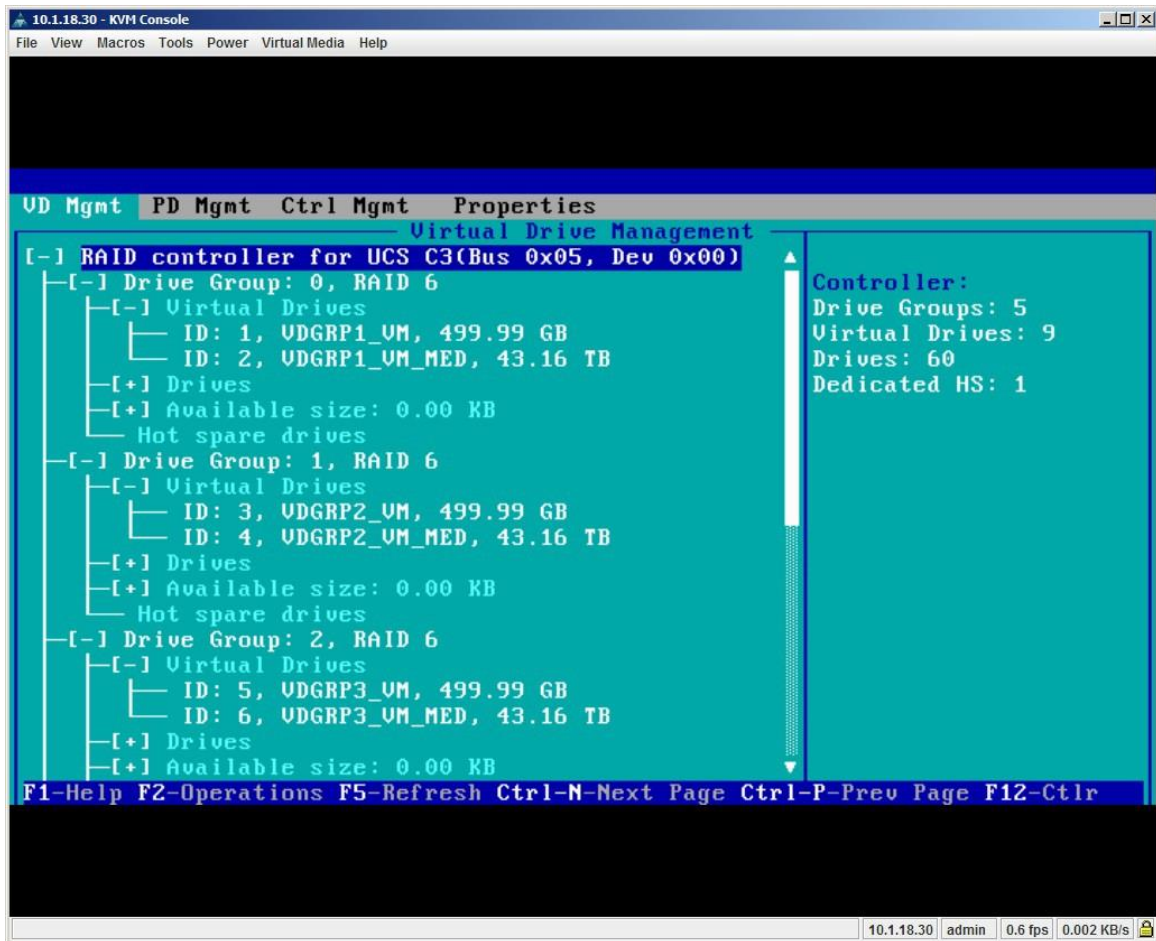 10.1.18.30 - KVM Console
File View Macros Tools Power Virtual Media Help
VD Mgmt PD Mgmt Ctrl Mgmt Properties
Virtual Drive Management
[-] RAID controller for UCS C3(Bus 0x05, Dev 0x00)
[-] Drive Group: 0, RAID 6
[-] Virtual Drives
ID: 1, VDGRP1_VM, 499.99 GB
ID: 2, VDGRP1_VM_MED, 43.16 TB
[+] Drives
[+] Available size: 0.00 KB
Hot spare drives
[-] Drive Group: 1, RAID 6
[-] Virtual Drives
ID: 3, VDGRP2_VM, 499.99 GB
ID: 4, VDGRP2_VM_MED, 43.16 TB
[+] Drives
[+] Available size: 0.00 KB
Hot spare drives
[-] Drive Group: 2, RAID 6
[-] Virtual Drives
ID: 5, VDGRP3_VM, 499.99 GB
ID: 6, VDGRP3_VM_MED, 43.16 TB
[+] Drives
[+] Available size: 0.00 KB
Controller:
Drive Groups: 5
Virtual Drives: 9
Drives: 60
Dedicated HS: 1
F1-Help F2-Operations F5-Refresh Ctrl-N-Next Page Ctrl-P-Prev Page F12-Ctlr
10.1.18.30 admin 0.6 fps 0.002 KB/s